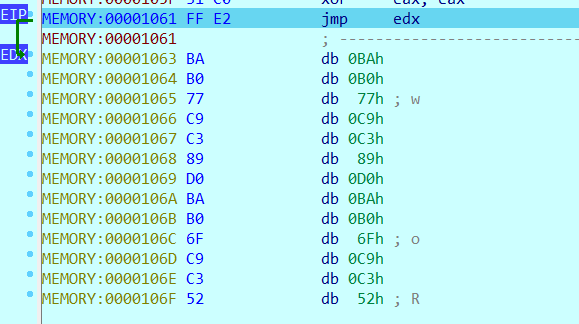 MEMORY:0000105F 31 C0 xor eax, eax
EIP MEMORY:00001061 FF E2 jmp edx
MEMORY:00001061 ; ---------------------------
EDX MEMORY:00001063 BA db 0BAh
MEMORY:00001064 B0 db 0B0h
MEMORY:00001065 77 db 77h ; w
MEMORY:00001066 C9 db 0C9h
MEMORY:00001067 C3 db 0C3h
MEMORY:00001068 89 db 89h
MEMORY:00001069 D0 db 0D0h
MEMORY:0000106A BA db 0BAh
MEMORY:0000106B B0 db 0B0h
MEMORY:0000106C 6F db 6Fh ; o
MEMORY:0000106D C9 db 0C9h
MEMORY:0000106E C3 db 0C3h
MEMORY:0000106F 52 db 52h ; R